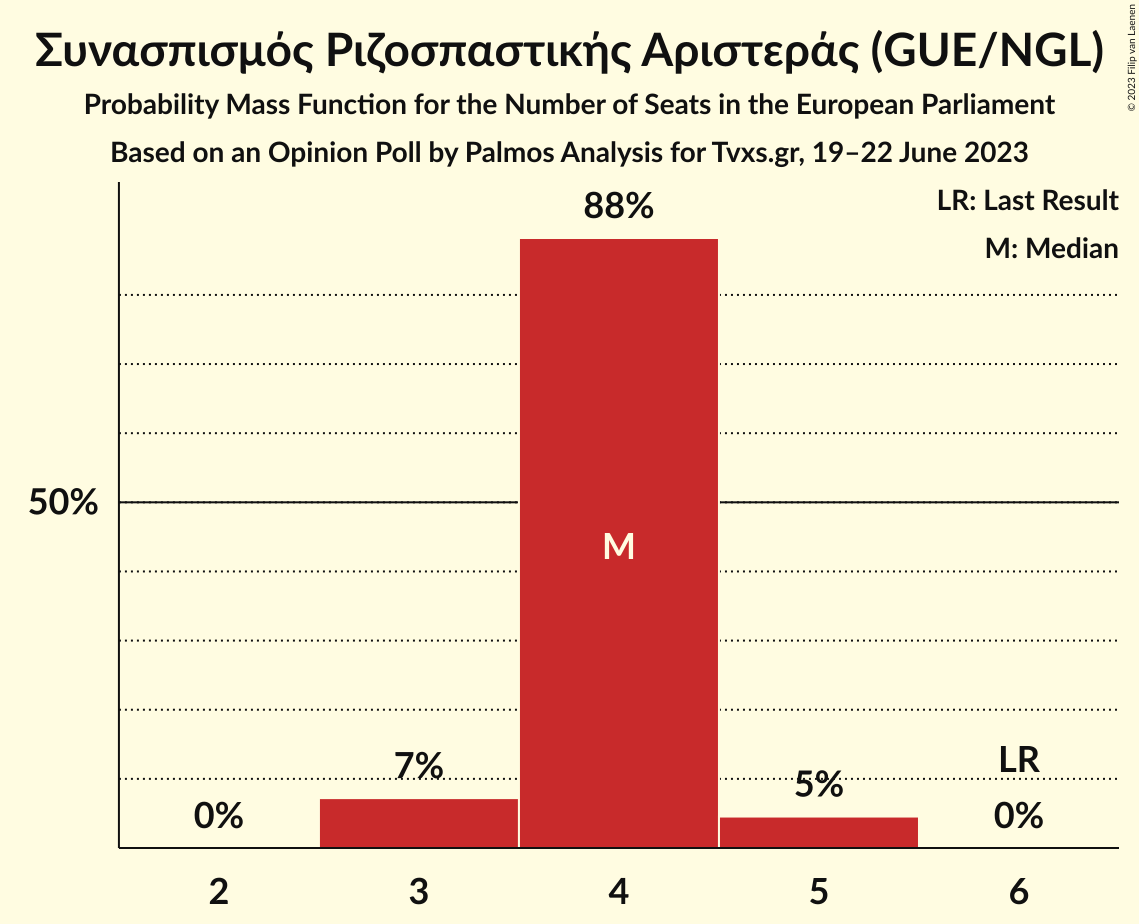 Συνασπισμός Ριζοσπαστικής Αριστεράς (GUE/NGL)
Probability Mass Function for the Number of Seats in the European Parliament
Based on an Opinion Poll by Palmos Analysis for Tvxs.gr, 19–22 June 2023
© 2023 Filip van Laenen
LR: Last Result
M: Median
88%
50%
M
7%
5%
LR
0%
0%
2 3 4 5 6